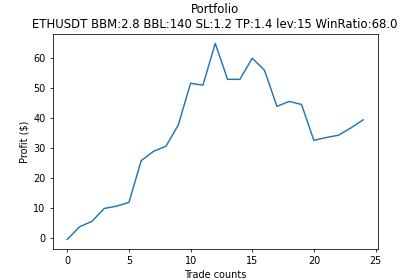 Portfolio
ETHUSDT BBM:2.8 BBL:140 SL:1.2 TP:1.4 lev:15 WinRatio:68.0
Profit ($)
60
50
40
30
20
10
0
0 5 10 15 20 25
Trade counts